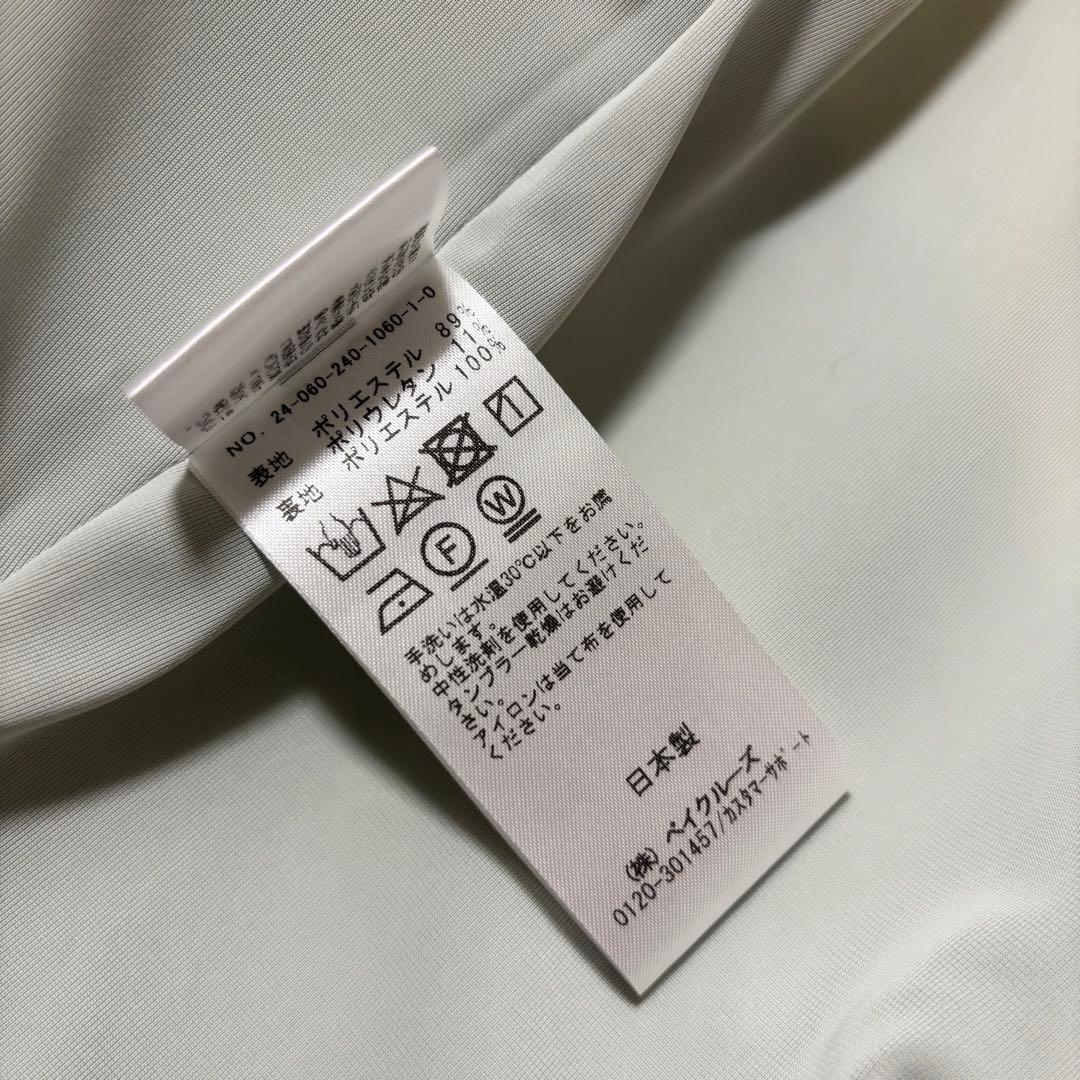 NO. 24-060-240-1060-1-0
表地 ポリエステル 89%
ポリウレタン 11%
裏地 ポリエステル 100%
F
W
手洗いは水温30℃以下をお薦
めします。
中性洗剤を使用してください。
タンブラー乾燥はお避けくだ
さい。
アイロンは当て布を使用して
ください。
日本製
(株) ベイクルーズ
0120-301457/カスタマーサポート